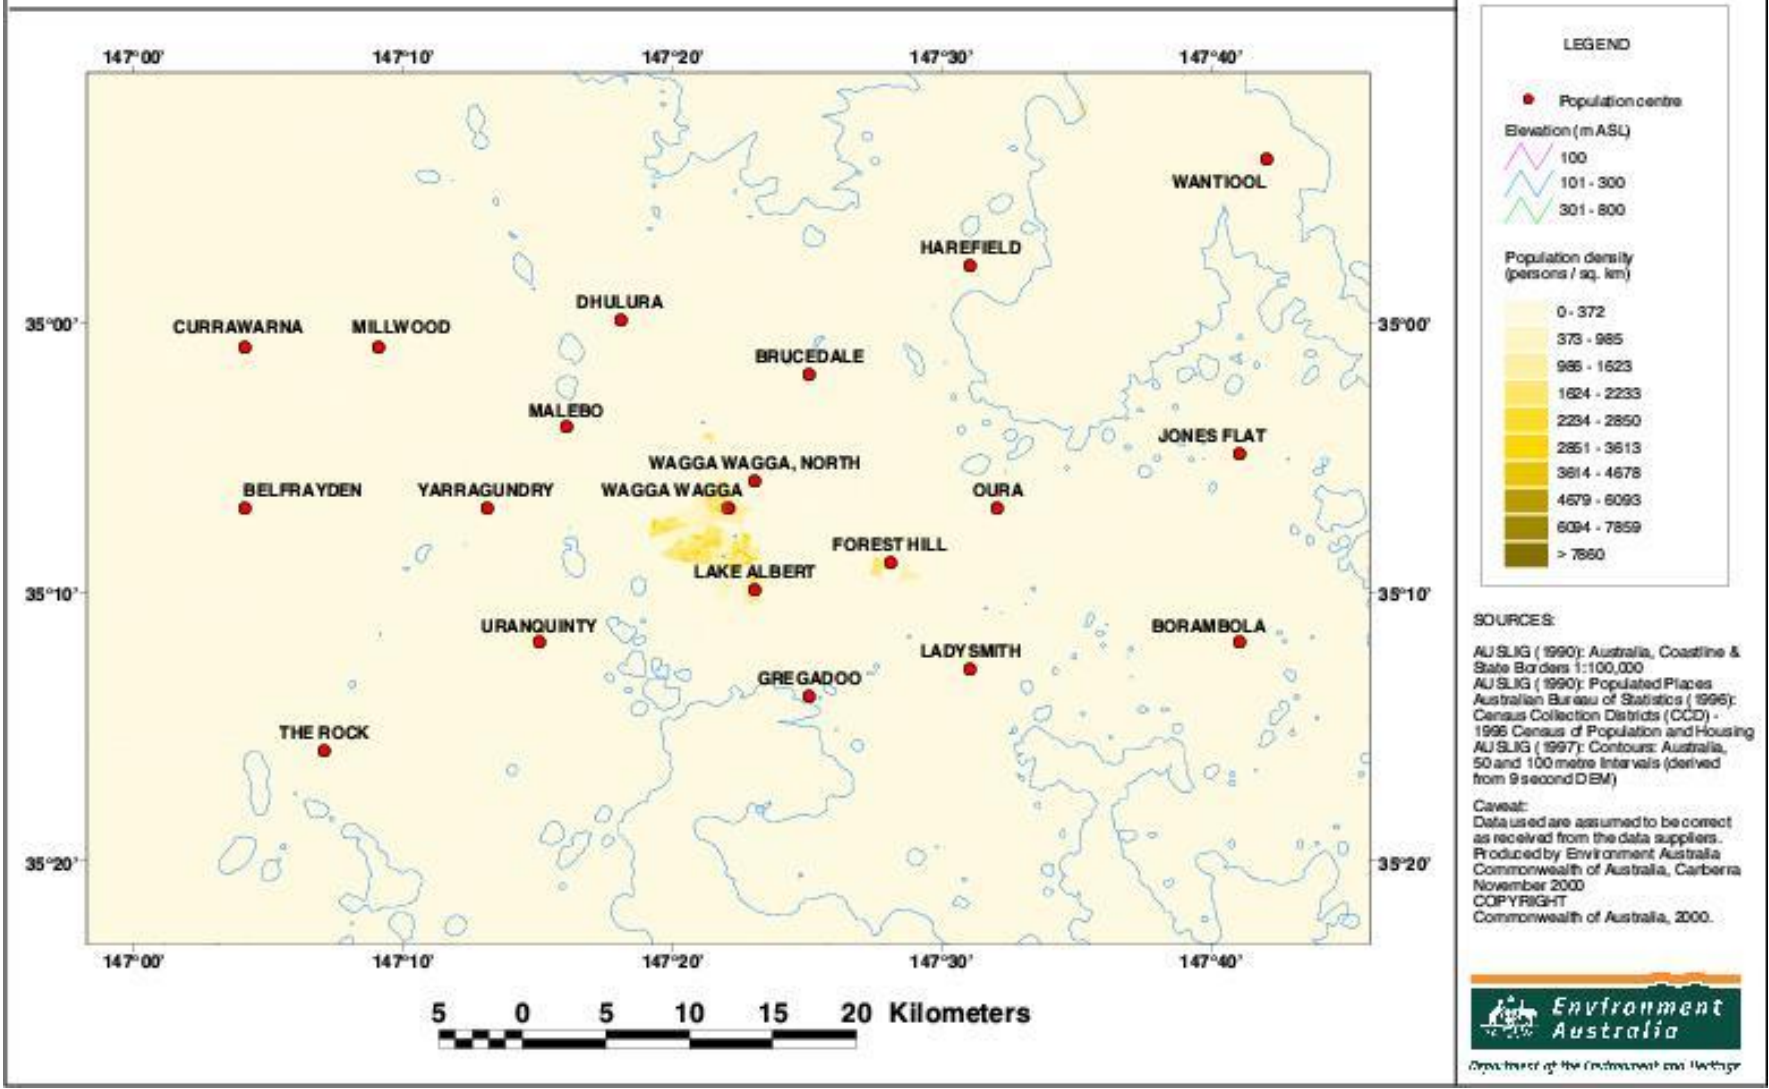 147°00' 147°10' 147°20' 147°30' 147°40'
WANTIOOL
HAREFIELD
DHULURA
35°00' CURRAWARNA MILLWOOD 35°00'
BRUCEDALE
MALEBO
JONES FLAT
WAGGA WAGGA, NORTH
BELFRAYDEN YARRAGUNDRY WAGGA WAGGA OURA
FOREST HILL
LAKE ALBERT
35°10' 35°10'
URANQUINTY BORAMBOLA
LADYSMITH
GREGADOO
THE ROCK
35°20' 35°20'
147°00' 147°10' 147°20' 147°30' 147°40'
5 0 5 10 15 20 Kilometers
LEGEND
Population centre
Elevation (m ASL)
100
101 - 300
301 - 800
Population density
(persons / sq. km)
0 - 372
373 - 985
986 - 1623
1624 - 2233
2234 - 2850
2851 - 3613
3614 - 4678
4679 - 6093
6094 - 7859
> 7860
SOURCES:
AUSLIG (1990): Australia, Coastline &
State Borders 1:100,000
AUSLIG (1990): Populated Places
Australian Bureau of Statistics (1996):
Census Collection Districts (CCD) -
1996 Census of Population and Housing
AUSLIG (1997): Contours: Australia,
50 and 100 metre Intervals (derived
from 9 second DEM)
Caveat:
Data used are assumed to be correct
as received from the data suppliers.
Produced by Environment Australia
Commonwealth of Australia, Canberra
November 2000
COPYRIGHT
Commonwealth of Australia, 2000.
Environment
Australia
Department of the Environment and Heritage